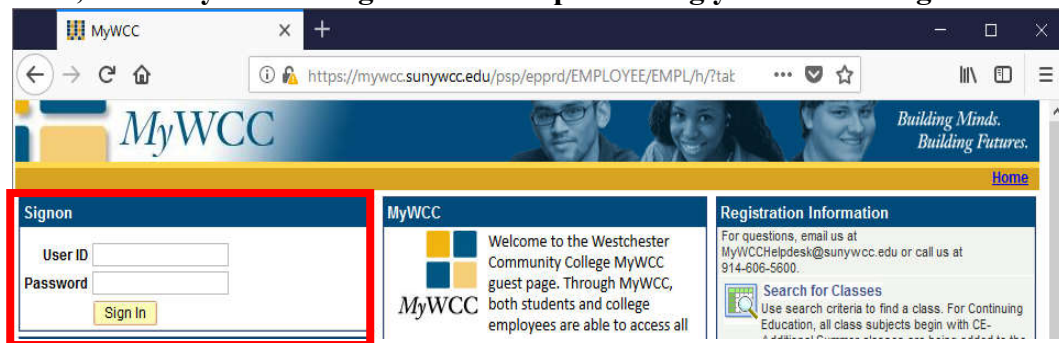 MyWCC
https://mywcc.sunywcc.edu/psp/epprd/EMPLOYEE/EMPL/h/?tab
MyWCC
Building Minds.
Building Futures.
Home
Signon
User ID
Password
Sign In
MyWCC
MyWCC
Welcome to the Westchester
Community College MyWCC
guest page. Through MyWCC,
both students and college
employees are able to access all
Registration Information
For questions, email us at
MyWCCHelpdesk@sunywcc.edu or call us at
914-606-5600.
Search for Classes
Use search criteria to find a class. For Continuing
Education, all class subjects begin with CE-